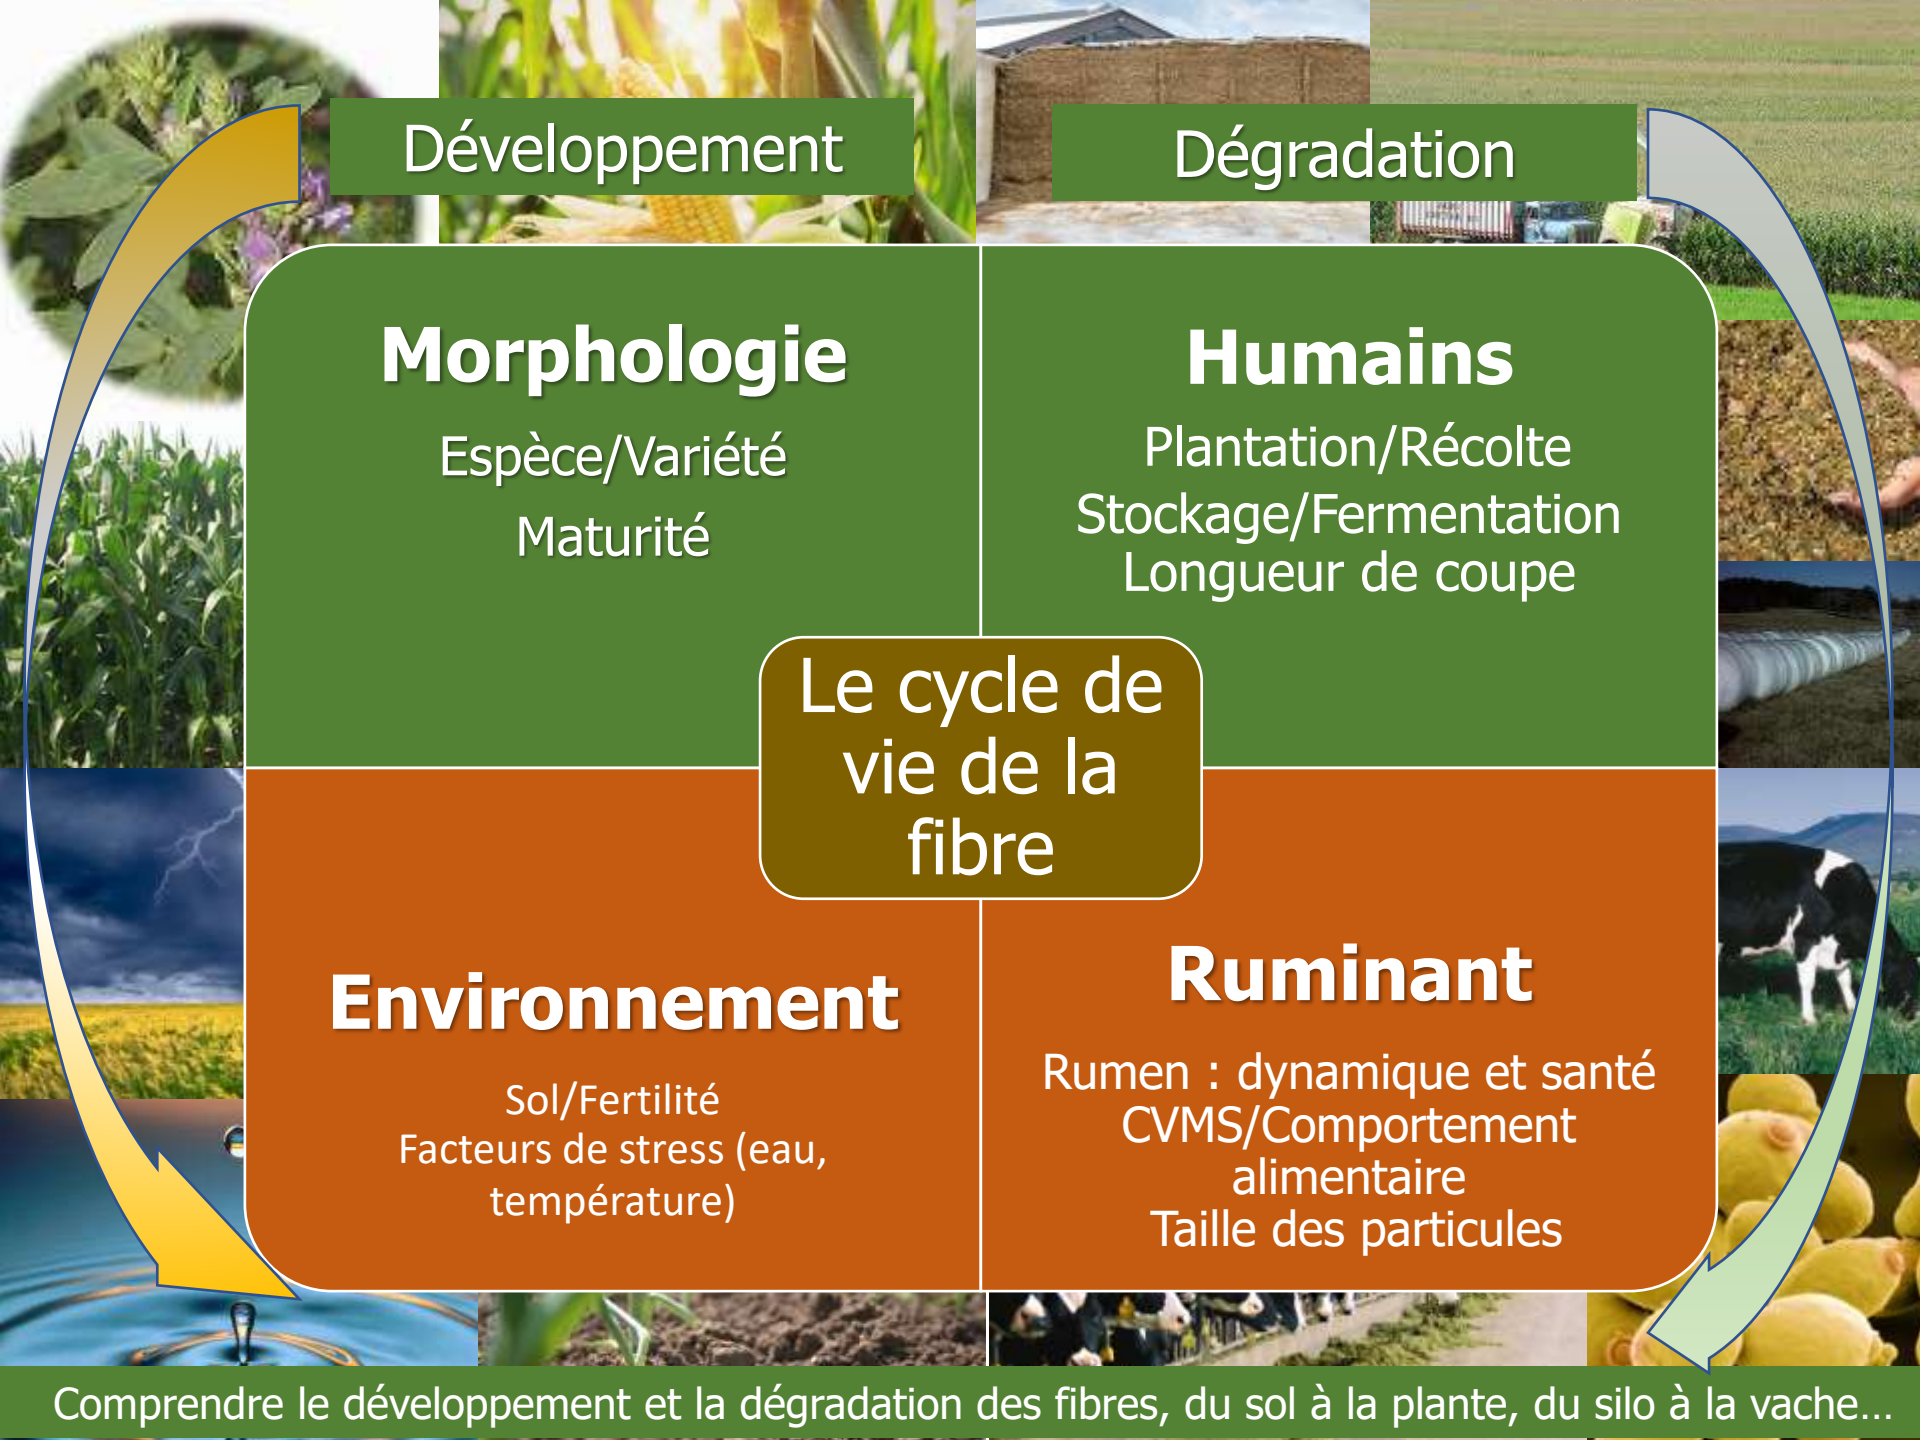 Développement
Dégradation
Morphologie
Espèce/Variété
Maturité
Humains
Plantation/Récolte
Stockage/Fermentation
Longueur de coupe
Le cycle de
vie de la
fibre
Environnement
Sol/Fertilité
Facteurs de stress (eau,
température)
Ruminant
Rumen : dynamique et santé
CVMS/Comportement
alimentaire
Taille des particules
Comprendre le développement et la dégradation des fibres, du sol à la plante, du silo à la vache...